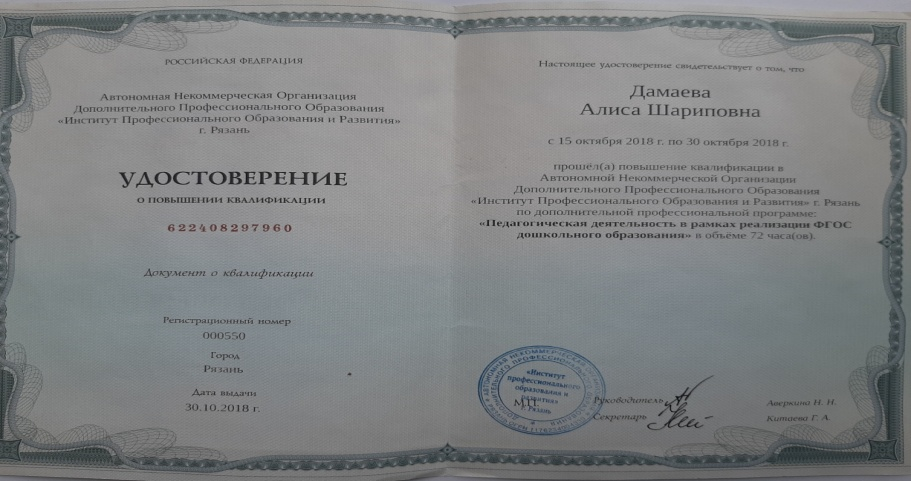 РОССИЙСКАЯ ФЕДЕРАЦИЯ
Автономная Некоммерческая Организация
Дополнительного Профессионального Образования
«Институт Профессионального Образования и Развития»
г. Рязань
УДОСТОВЕРЕНИЕ
О ПОВЫШЕНИИ КВАЛИФИКАЦИИ
622408297960
Документ о квалификации
Регистрационный номер
000550
Город
Рязань
Дата выдачи
30.10.2018 г.
Настоящее удостоверение свидетельствует о том, что
Дамаева
Алиса Шариповна
с 15 октября 2018 г. по 30 октября 2018 г.
прошёл(а) повышение квалификации в
Автономной Некоммерческой Организации
Дополнительного Профессионального Образования
«Институт Профессионального Образования и Развития» г. Рязань
по дополнительной профессиональной программе:
«Педагогическая деятельность в рамках реализации ФГОС
дошкольного образования» в объёме 72 часа(ов).
«Институт
профессионального
образования и
развития»
г. Рязань
М.П.
Руководитель
Аверкина Н. Н.
Секретарь
Китаева Г. А.